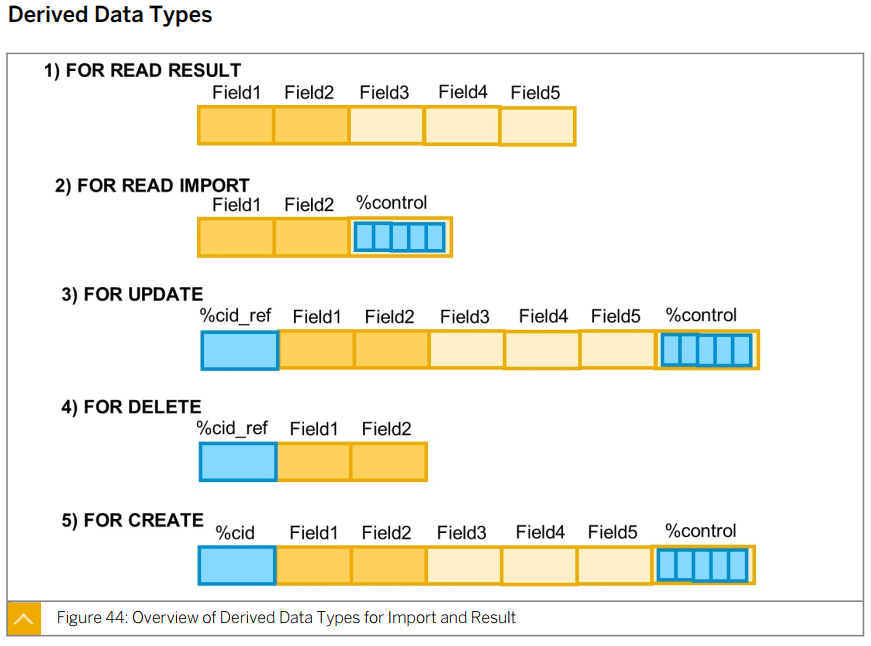 Derived Data Types
1) FOR READ RESULT
Field1 Field2 Field3 Field4 Field5
2) FOR READ IMPORT
Field1 Field2 %control
3) FOR UPDATE
%cid_ref Field1 Field2 Field3 Field4 Field5 %control
4) FOR DELETE
%cid_ref Field1 Field2
5) FOR CREATE
%cid Field1 Field2 Field3 Field4 Field5 %control
Figure 44: Overview of Derived Data Types for Import and Result